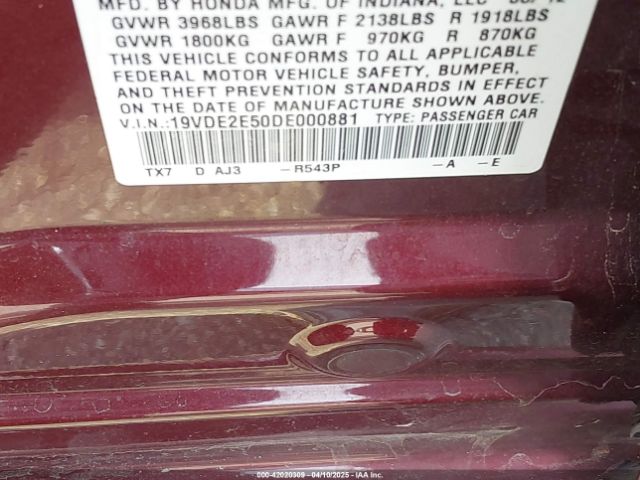 MFD. BY HONDA MFG. OF INDIANA, LLC
GVWR 3968LBS GAWR F 2138LBS R 1918LBS
GVWR 1800KG GAWR F 970KG R 870KG
THIS VEHICLE CONFORMS TO ALL APPLICABLE
FEDERAL MOTOR VEHICLE SAFETY, BUMPER,
AND THEFT PREVENTION STANDARDS IN EFFECT
ON THE DATE OF MANUFACTURE SHOWN ABOVE.
V.I.N.:19VDE2E50DE000881 TYPE: PASSENGER CAR
TX7 D AJ3 -R543P -A -E
000-42020309 - 04/10/2025 - IAAI.COM